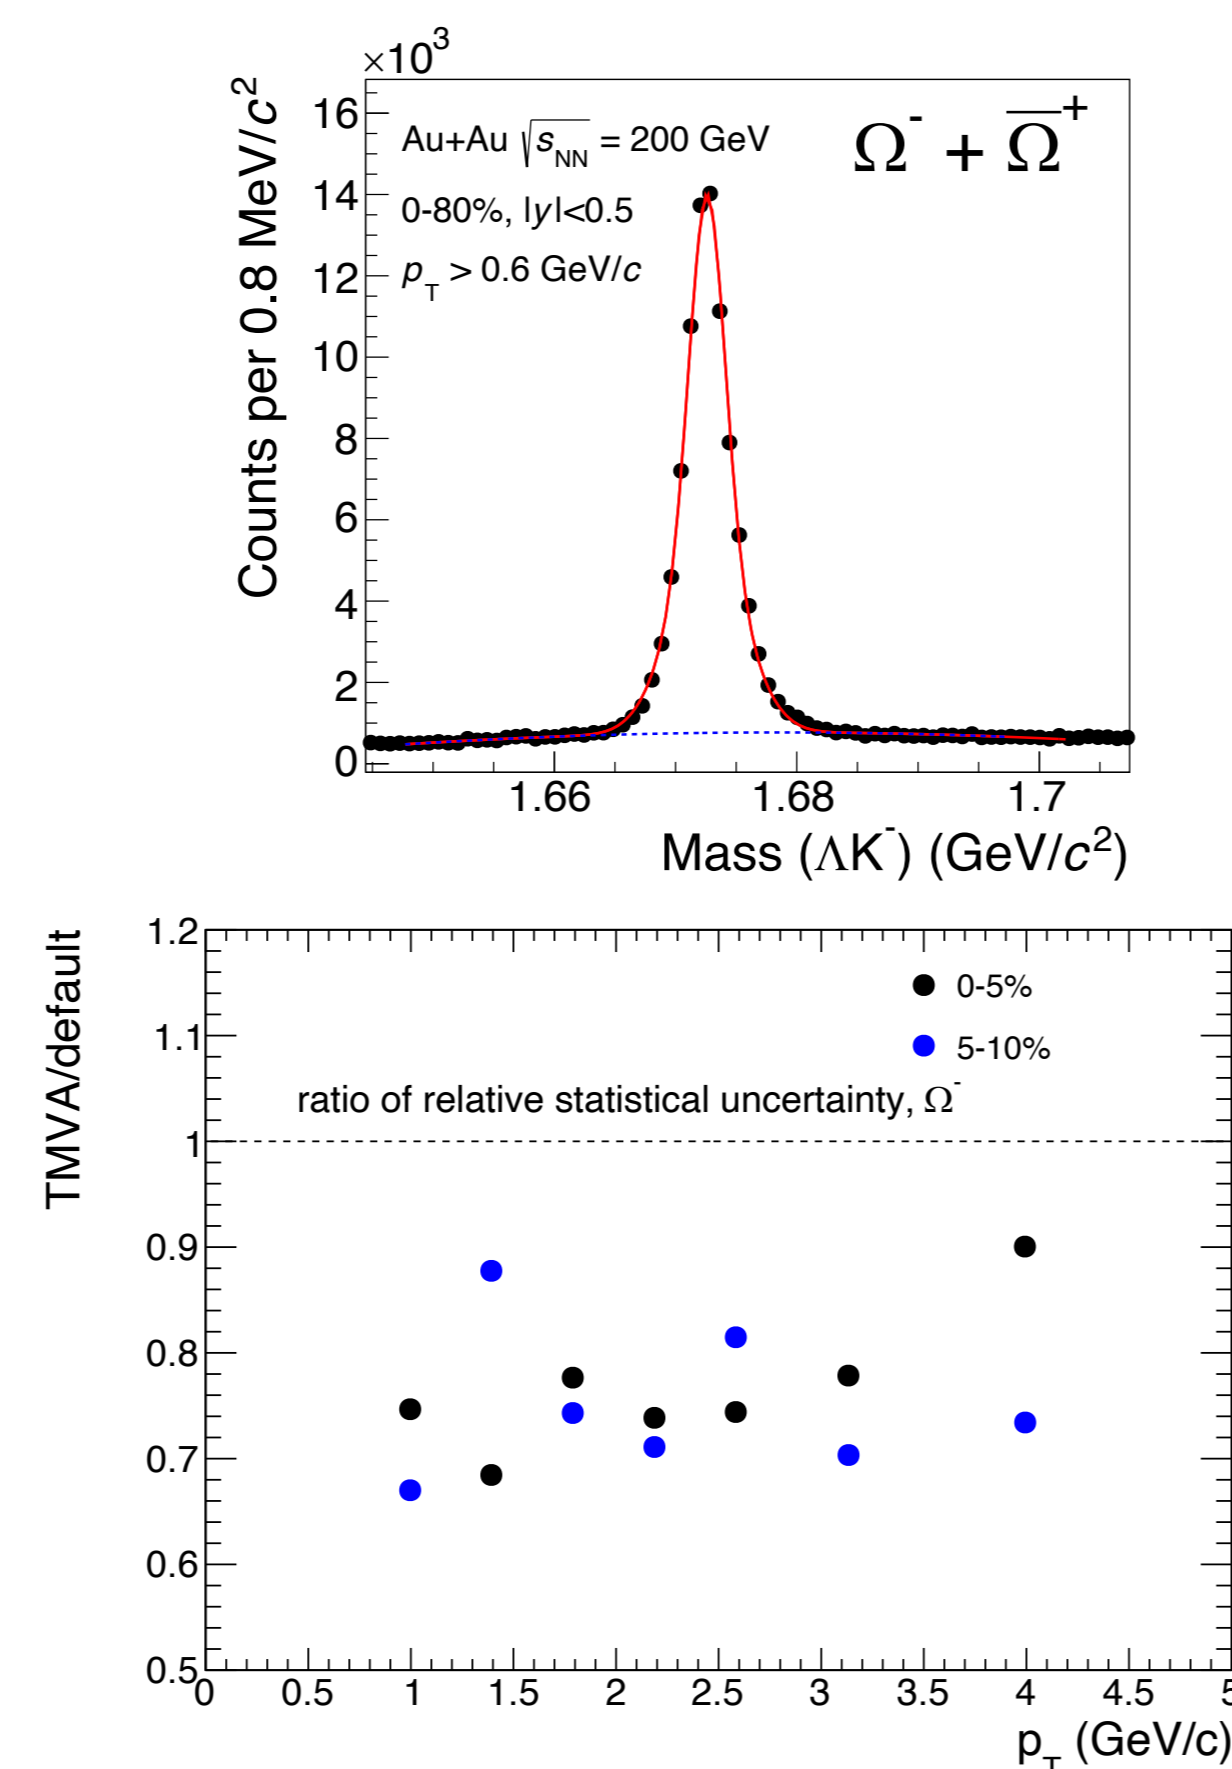 ×10³
Counts per 0.8 MeV/c²
16
14
12
10
8
6
4
2
0
Au+Au √s_NN = 200 GeV
0-80%, |y|<0.5
p_T > 0.6 GeV/c
Ω⁻ + Ω̅⁺
1.66 1.68 1.7
Mass (ΛK⁻) (GeV/c²)
TMVA/default
1.2
1.1
1
0.9
0.8
0.7
0.6
0.5
0-5%
5-10%
ratio of relative statistical uncertainty, Ω⁻
0 0.5 1 1.5 2 2.5 3 3.5 4 4.5 5
p_T (GeV/c)